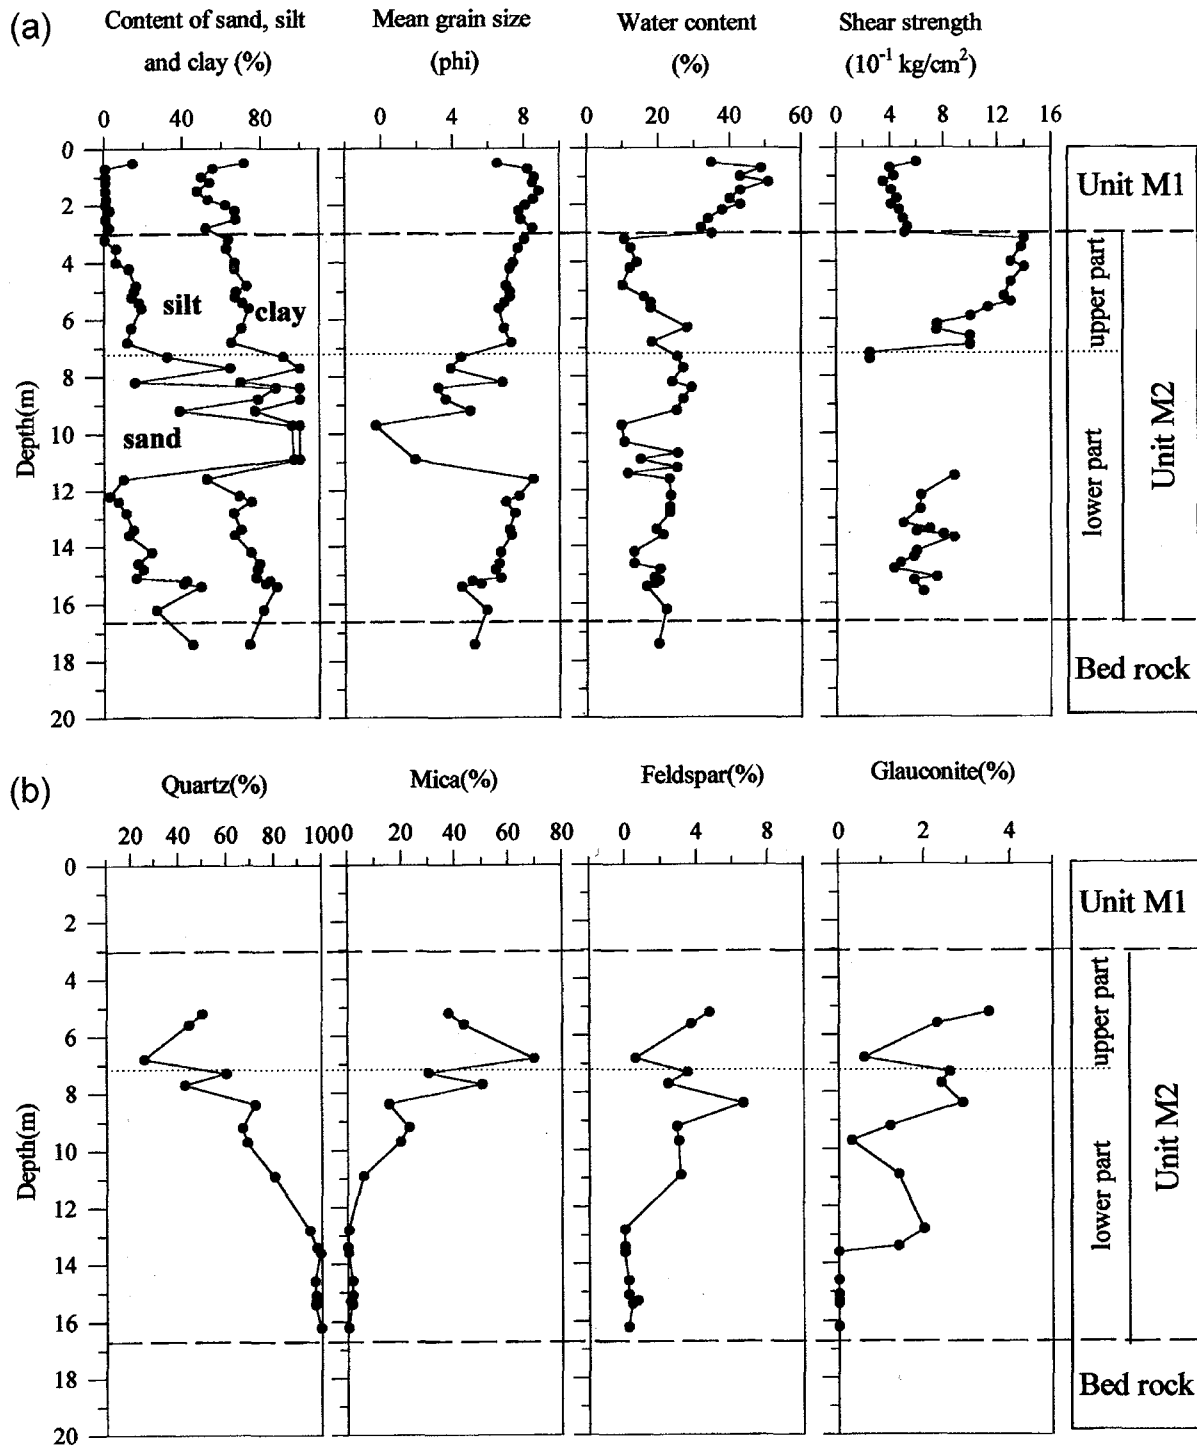 (a)
Content of sand, silt
and clay (%)
Mean grain size
(phi)
Water content
(%)
Shear strength
(10⁻¹ kg/cm²)
0 40 80
0 4 8
0 20 40 60
0 4 8 12 16
Depth(m)
0
2
4
6
8
10
12
14
16
18
20
silt
clay
sand
Unit M1
upper part
lower part
Unit M2
Bed rock
(b)
Quartz(%)
Mica(%)
Feldspar(%)
Glauconite(%)
20 40 60 80 100
0 20 40 60 80
0 4 8
0 2 4
Depth(m)
0
2
4
6
8
10
12
14
16
18
20
Unit M1
upper part
lower part
Unit M2
Bed rock